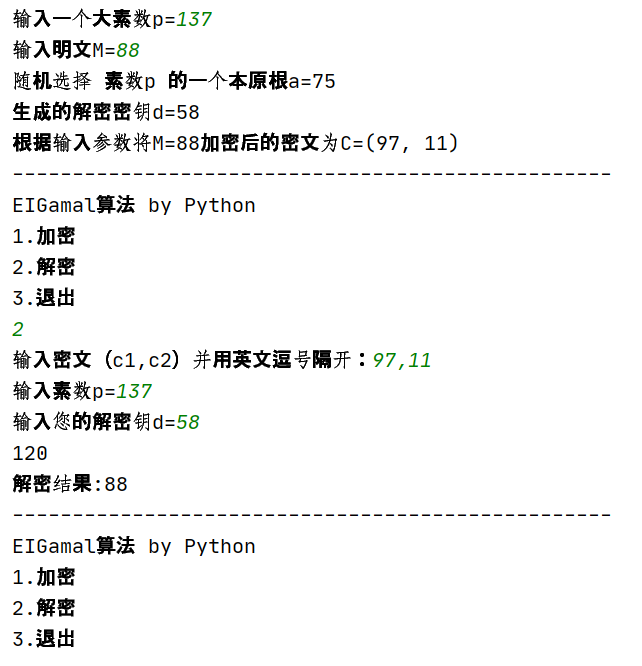 输入一个大素数p=137
输入明文M=88
随机选择 素数p 的一个本原根a=75
生成的解密密钥d=58
根据输入参数将M=88加密后的密文为C=(97, 11)
--------------------------------------------------
EIGamal算法 by Python
1.加密
2.解密
3.退出
2
输入密文（c1,c2）并用英文逗号隔开：97,11
输入素数p=137
输入您的解密钥d=58
120
解密结果:88
--------------------------------------------------
EIGamal算法 by Python
1.加密
2.解密
3.退出